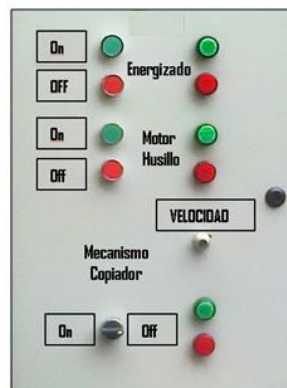 On
Energizado
OFF
On
Motor
Husillo
Off
VELOCIDAD
Mecanismo
Copiador
On
Off